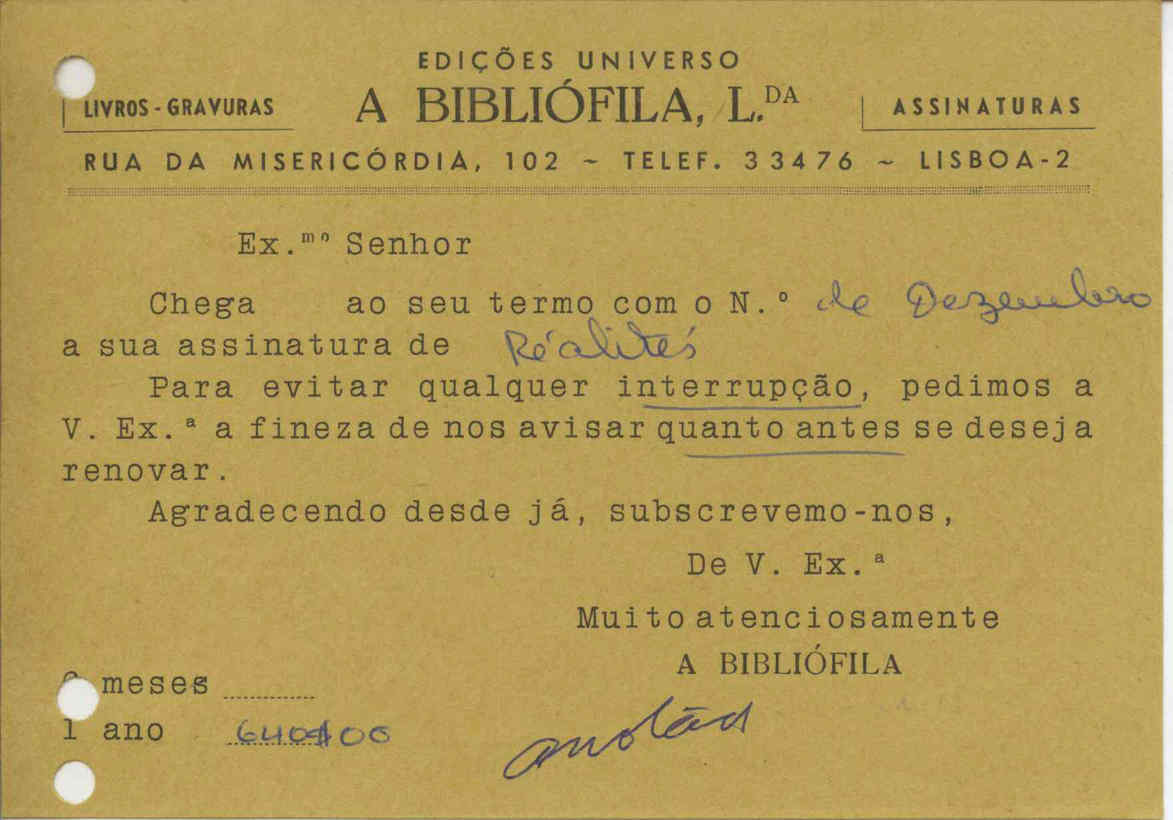 EDIÇÕES UNIVERSO
LIVROS - GRAVURAS
A BIBLIÓFILA, L.DA
ASSINATURAS
RUA DA MISERICÓRDIA, 102 ~ TELEF. 33476 ~ LISBOA-2
Ex.mº Senhor
Chega ao seu termo com o N.º de Dezembro
a sua assinatura de Réalités
Para evitar qualquer interrupção, pedimos a
V. Ex.ª a fineza de nos avisar quanto antes se deseja
renovar.
Agradecendo desde já, subscrevemo-nos,
De V. Ex.ª
Muito atenciosamente
A BIBLIÓFILA
meses
1 ano 640$00